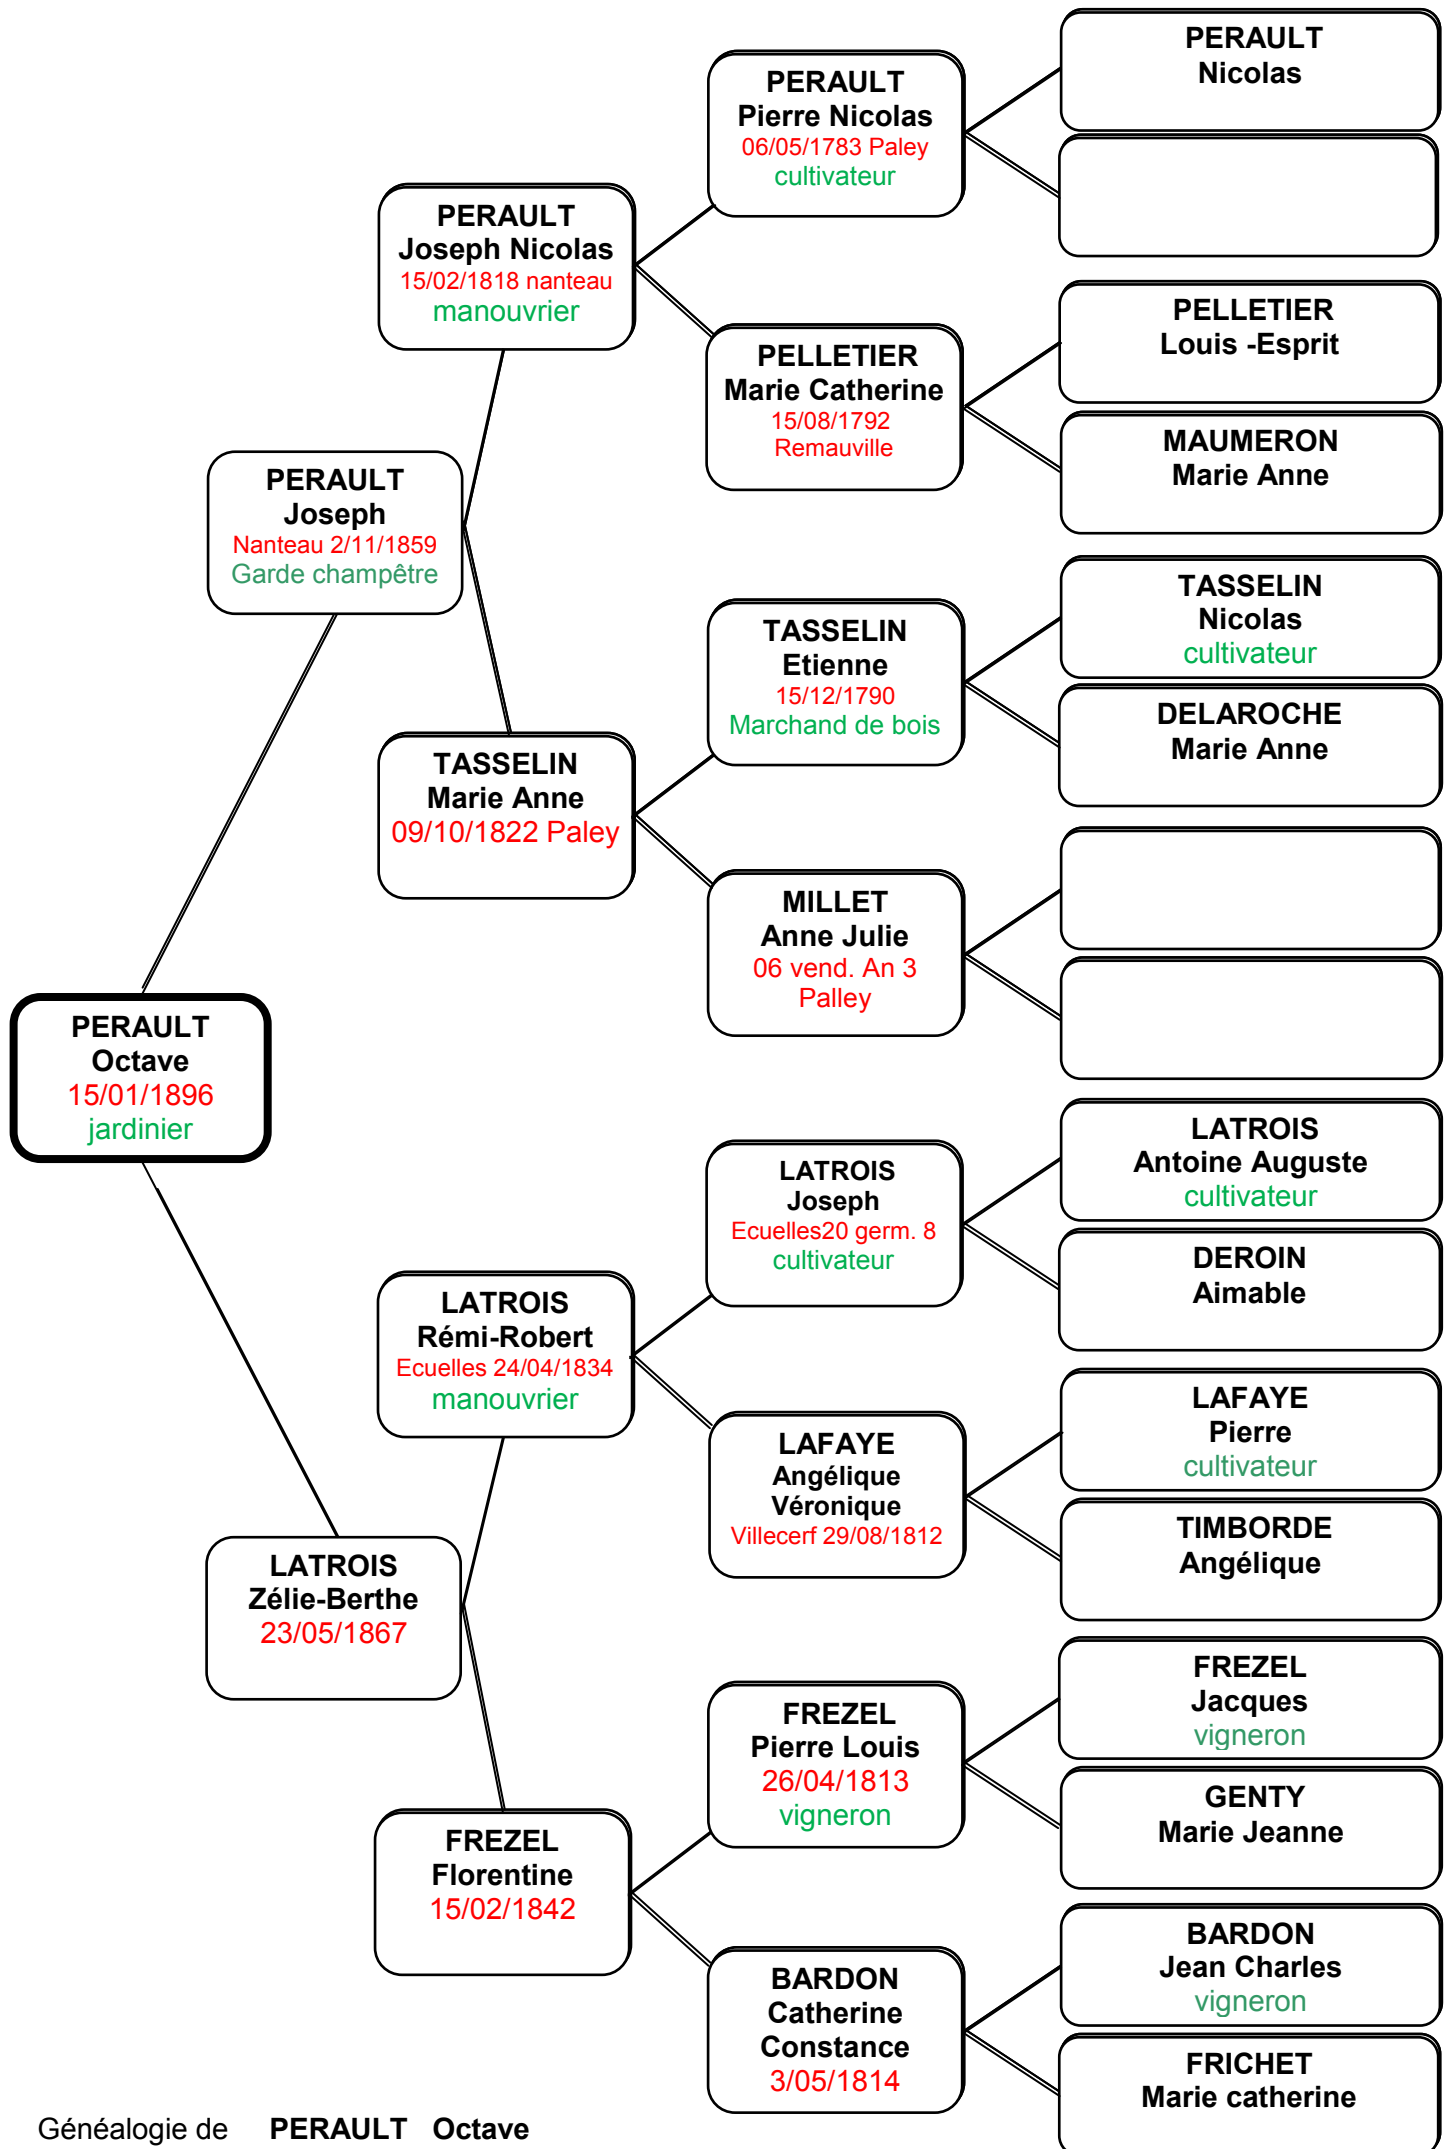 PERAULT
Nicolas
PERAULT
Pierre Nicolas
06/05/1783 Paley
cultivateur
PERAULT
Joseph Nicolas
15/02/1818 nanteau
manouvrier
PELLETIER
Louis -Esprit
PELLETIER
Marie Catherine
15/08/1792
Remauville
MAUMERON
Marie Anne
PERAULT
Joseph
Nanteau 2/11/1859
Garde champêtre
TASSELIN
Nicolas
cultivateur
TASSELIN
Etienne
15/12/1790
Marchand de bois
DELAROCHE
Marie Anne
TASSELIN
Marie Anne
09/10/1822 Paley
MILLET
Anne Julie
06 vend. An 3
Palley
PERAULT
Octave
15/01/1896
jardinier
LATROIS
Antoine Auguste
cultivateur
LATROIS
Joseph
Ecuelles20 germ. 8
cultivateur
DEROIN
Aimable
LATROIS
Rémi-Robert
Ecuelles 24/04/1834
manouvrier
LAFAYE
Pierre
cultivateur
LAFAYE
Angélique
Véronique
Villecerf 29/08/1812
TIMBORDE
Angélique
LATROIS
Zélie-Berthe
23/05/1867
FREZEL
Jacques
vigneron
FREZEL
Pierre Louis
26/04/1813
vigneron
GENTY
Marie Jeanne
FREZEL
Florentine
15/02/1842
BARDON
Jean Charles
vigneron
BARDON
Catherine
Constance
3/05/1814
FRICHET
Marie catherine
Généalogie de PERAULT Octave